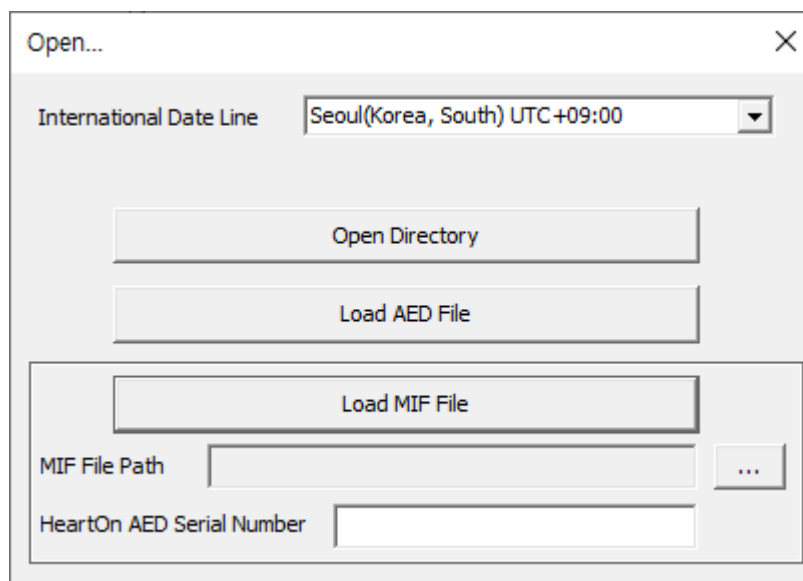 Open...
International Date Line Seoul(Korea, South) UTC+09:00
Open Directory
Load AED File
Load MIF File
MIF File Path ...
HeartOn AED Serial Number